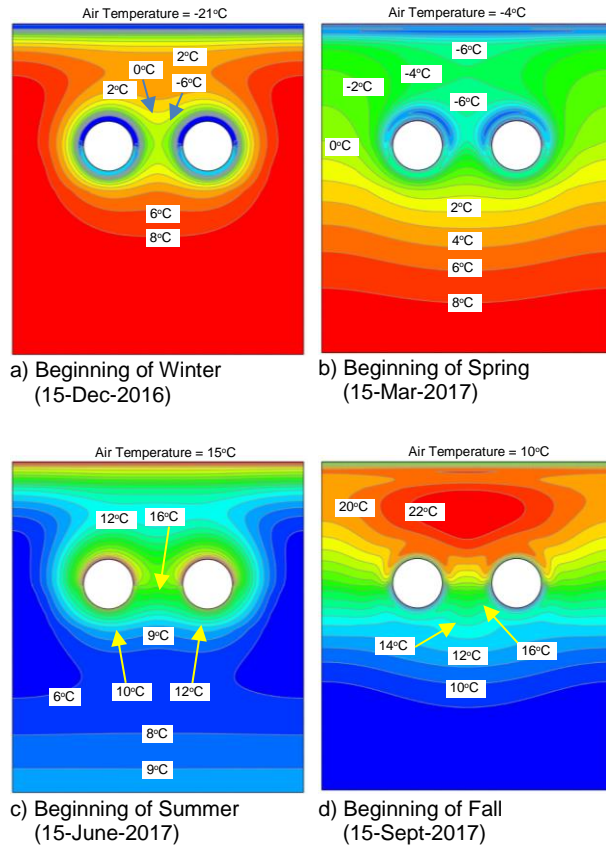 Air Temperature = -21°C
2°C
0°C
-6°C
2°C
6°C
8°C
a) Beginning of Winter
(15-Dec-2016)
Air Temperature = -4°C
-6°C
-4°C
-2°C
-6°C
0°C
2°C
4°C
6°C
8°C
b) Beginning of Spring
(15-Mar-2017)
Air Temperature = 15°C
12°C
16°C
9°C
10°C
12°C
6°C
8°C
9°C
c) Beginning of Summer
(15-June-2017)
Air Temperature = 10°C
20°C
22°C
14°C
16°C
12°C
10°C
d) Beginning of Fall
(15-Sept-2017)